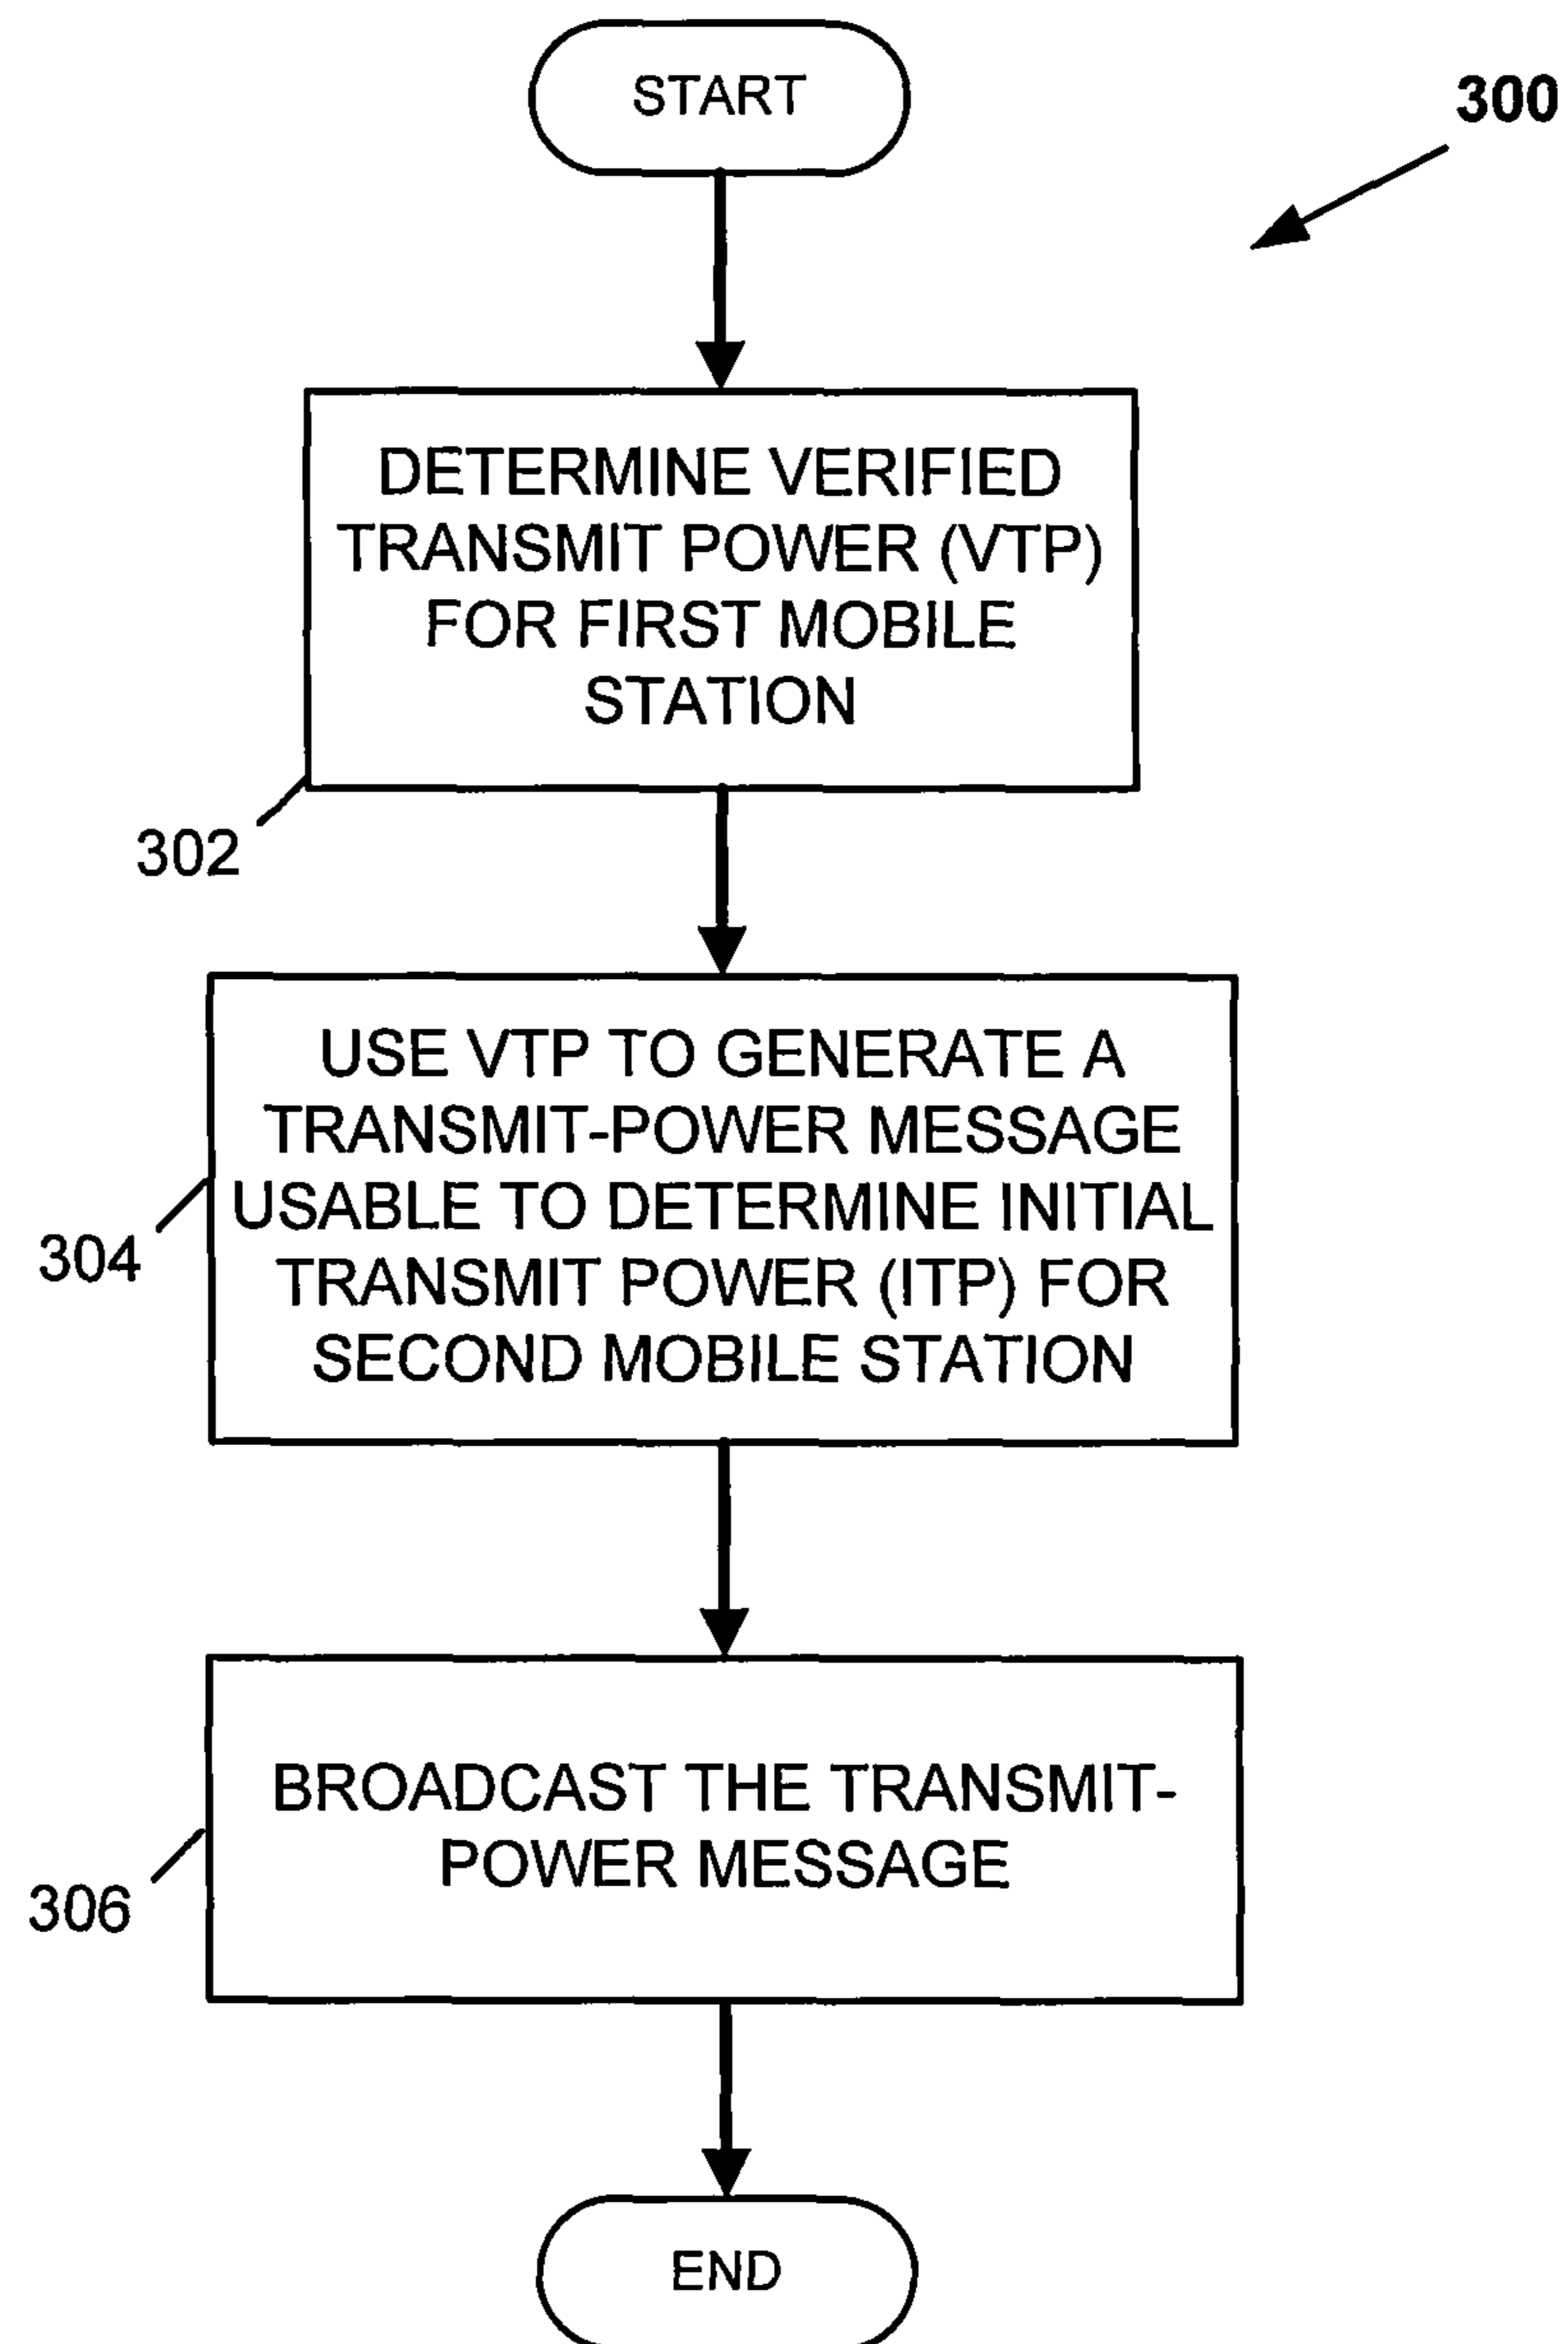 START
300
DETERMINE VERIFIED
TRANSMIT POWER (VTP)
FOR FIRST MOBILE
STATION
302
USE VTP TO GENERATE A
TRANSMIT-POWER MESSAGE
USABLE TO DETERMINE INITIAL
TRANSMIT POWER (ITP) FOR
SECOND MOBILE STATION
304
BROADCAST THE TRANSMIT-
POWER MESSAGE
306
END